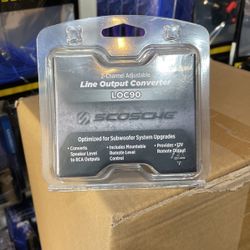 2-Channel Adjustable
Line Output Converter
LOC90
SCOSCHE
Optimized for Subwoofer System Upgrades
• Converts
Speaker Level
to RCA Outputs
• Includes Mountable
Remote Level
Control
• Provides +12V
Remote Output